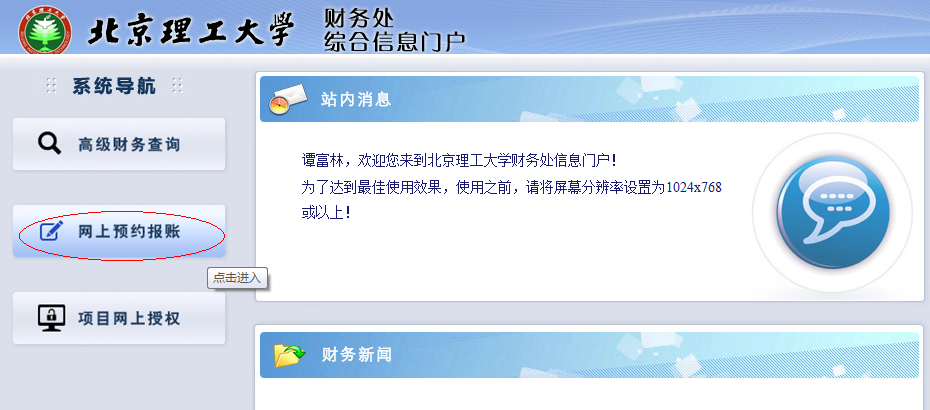 北京理工大学
财务处
综合信息门户
系统导航
高级财务查询
网上预约报账
点击进入
项目网上授权
站内消息
谭富林，欢迎您来到北京理工大学财务处信息门户！
为了达到最佳使用效果，使用之前，请将屏幕分辨率设置为1024x768
或以上！
财务新闻